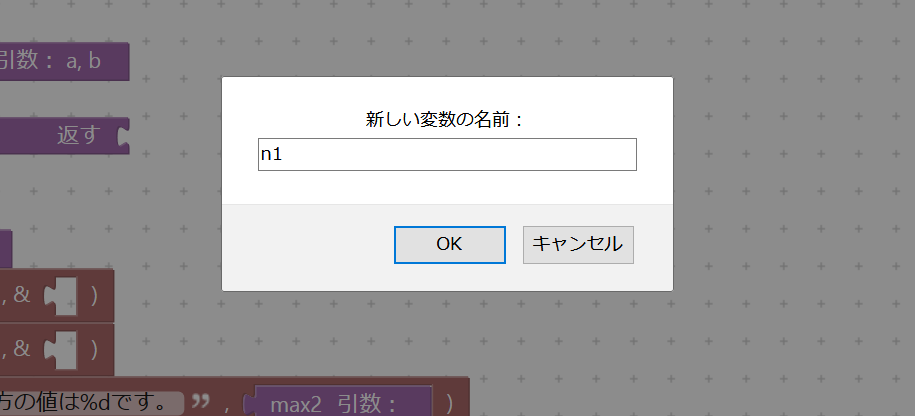 引数： a, b
新しい変数の名前：
n1
返す
OK キャンセル
, & )
, & )
方の値は%dです。 ” , max2 引数： )